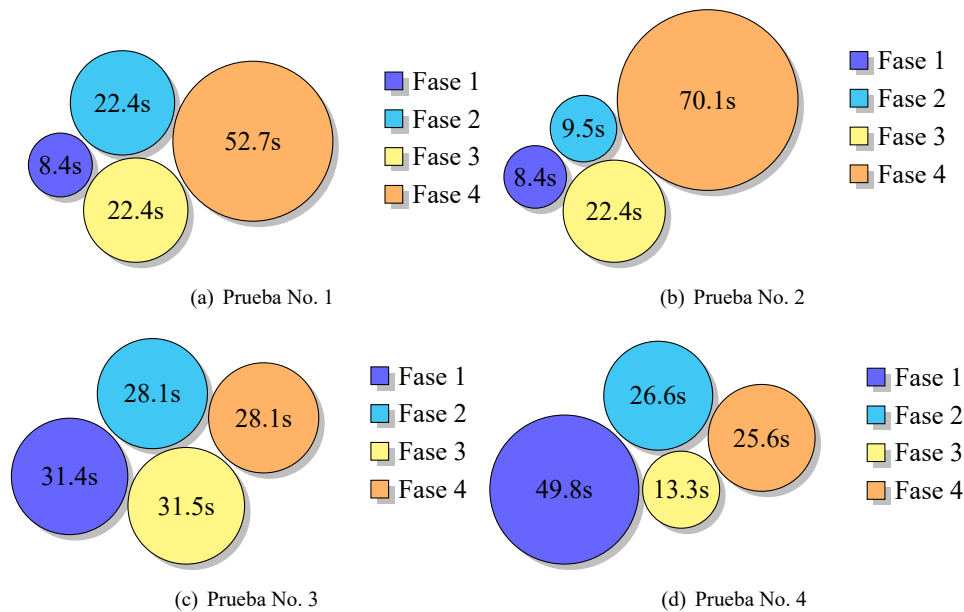 22.4s
52.7s
8.4s
22.4s
Fase 1
Fase 2
Fase 3
Fase 4
(a) Prueba No. 1
70.1s
9.5s
8.4s
22.4s
Fase 1
Fase 2
Fase 3
Fase 4
(b) Prueba No. 2
28.1s
28.1s
31.4s
31.5s
Fase 1
Fase 2
Fase 3
Fase 4
(c) Prueba No. 3
26.6s
25.6s
49.8s
13.3s
Fase 1
Fase 2
Fase 3
Fase 4
(d) Prueba No. 4